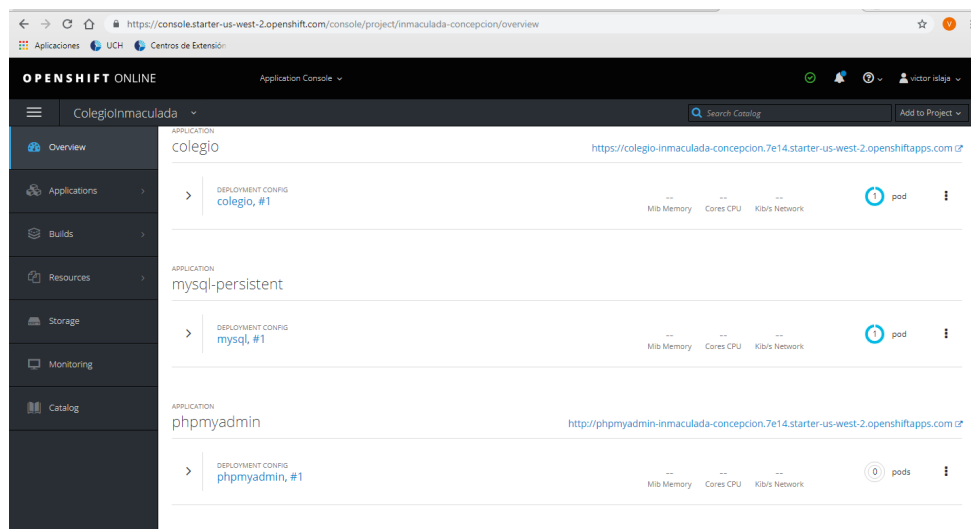 https://console.starter-us-west-2.openshift.com/console/project/inmaculada-concepcion/overview
V
Aplicaciones UCH Centros de Extensión
OPENSHIFT ONLINE Application Console victor islaja
ColegioInmaculada Search Catalog Add to Project
Overview
Applications
Builds
Resources
Storage
Monitoring
Catalog
APPLICATION
colegio https://colegio-inmaculada-concepcion.7e14.starter-us-west-2.openshiftapps.com
DEPLOYMENT CONFIG
colegio, #1
-- -- --
Mib Memory Cores CPU Kib/s Network
1 pod
APPLICATION
mysql-persistent
DEPLOYMENT CONFIG
mysql, #1
-- -- --
Mib Memory Cores CPU Kib/s Network
1 pod
APPLICATION
phpmyadmin http://phpmyadmin-inmaculada-concepcion.7e14.starter-us-west-2.openshiftapps.com
DEPLOYMENT CONFIG
phpmyadmin, #1
-- -- --
Mib Memory Cores CPU Kib/s Network
0 pods